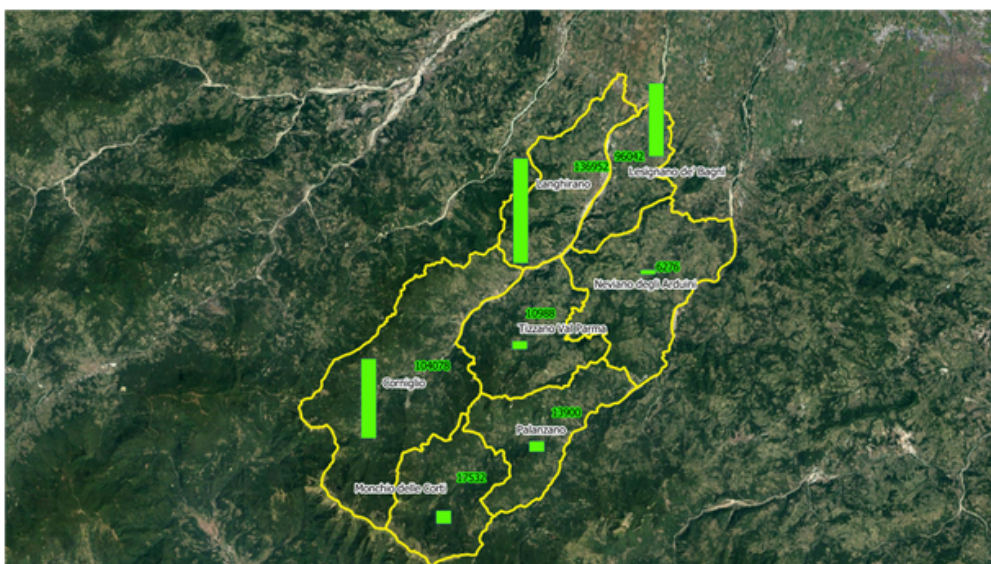 136952
96042
Lesignano de' Bagni
Langhirano
6276
Neviano degli Arduini
10988
Tizzano Val Parma
104078
Corniglio
13900
Palanzano
17532
Monchio delle Corti